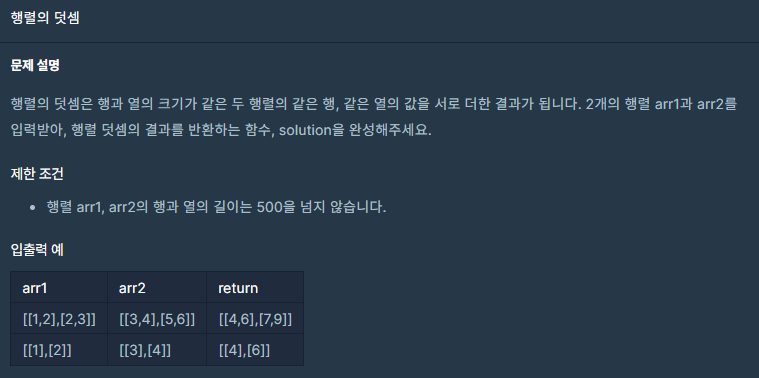 행렬의 덧셈
문제 설명
행렬의 덧셈은 행과 열의 크기가 같은 두 행렬의 같은 행, 같은 열의 값을 서로 더한 결과가 됩니다. 2개의 행렬 arr1과 arr2를
입력받아, 행렬 덧셈의 결과를 반환하는 함수, solution을 완성해주세요.
제한 조건
• 행렬 arr1, arr2의 행과 열의 길이는 500을 넘지 않습니다.
입출력 예
arr1 arr2 return
[[1,2],[2,3]] [[3,4],[5,6]] [[4,6],[7,9]]
[[1],[2]] [[3],[4]] [[4],[6]]